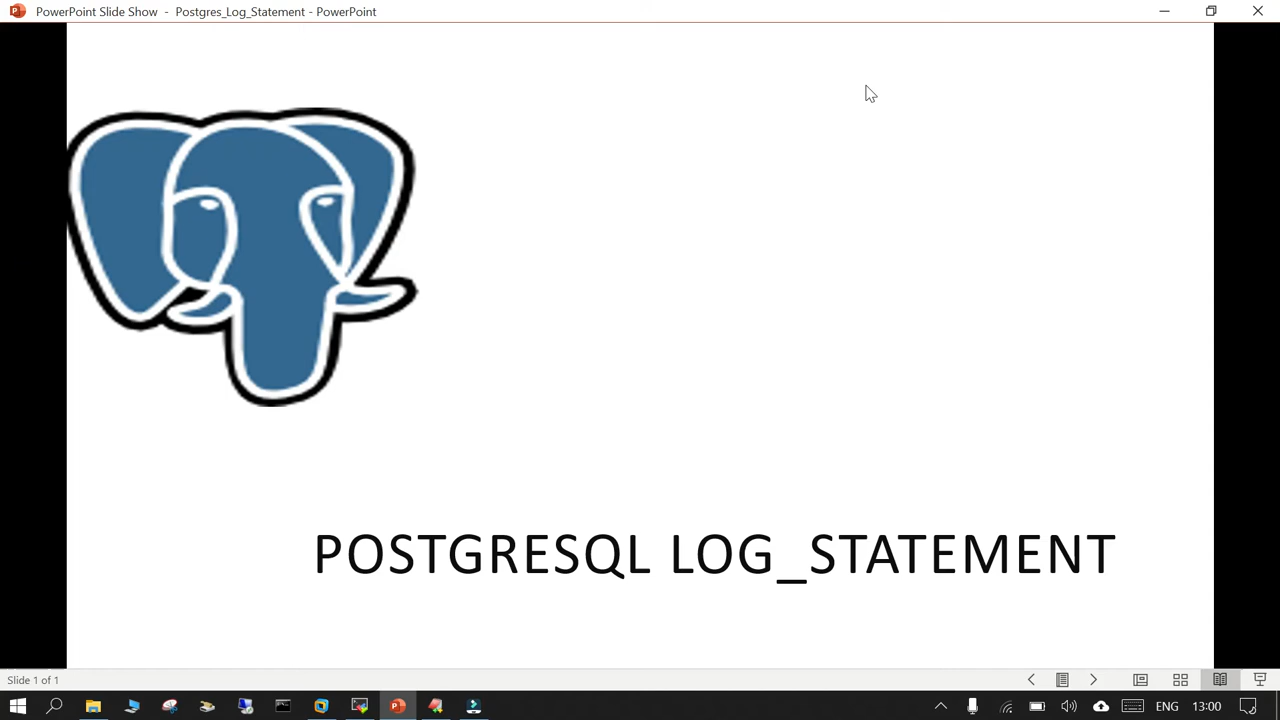 PowerPoint Slide Show - Postgres_Log_Statement - PowerPoint
POSTGRESQL LOG_STATEMENT
Slide 1 of 1
ENG
13:00